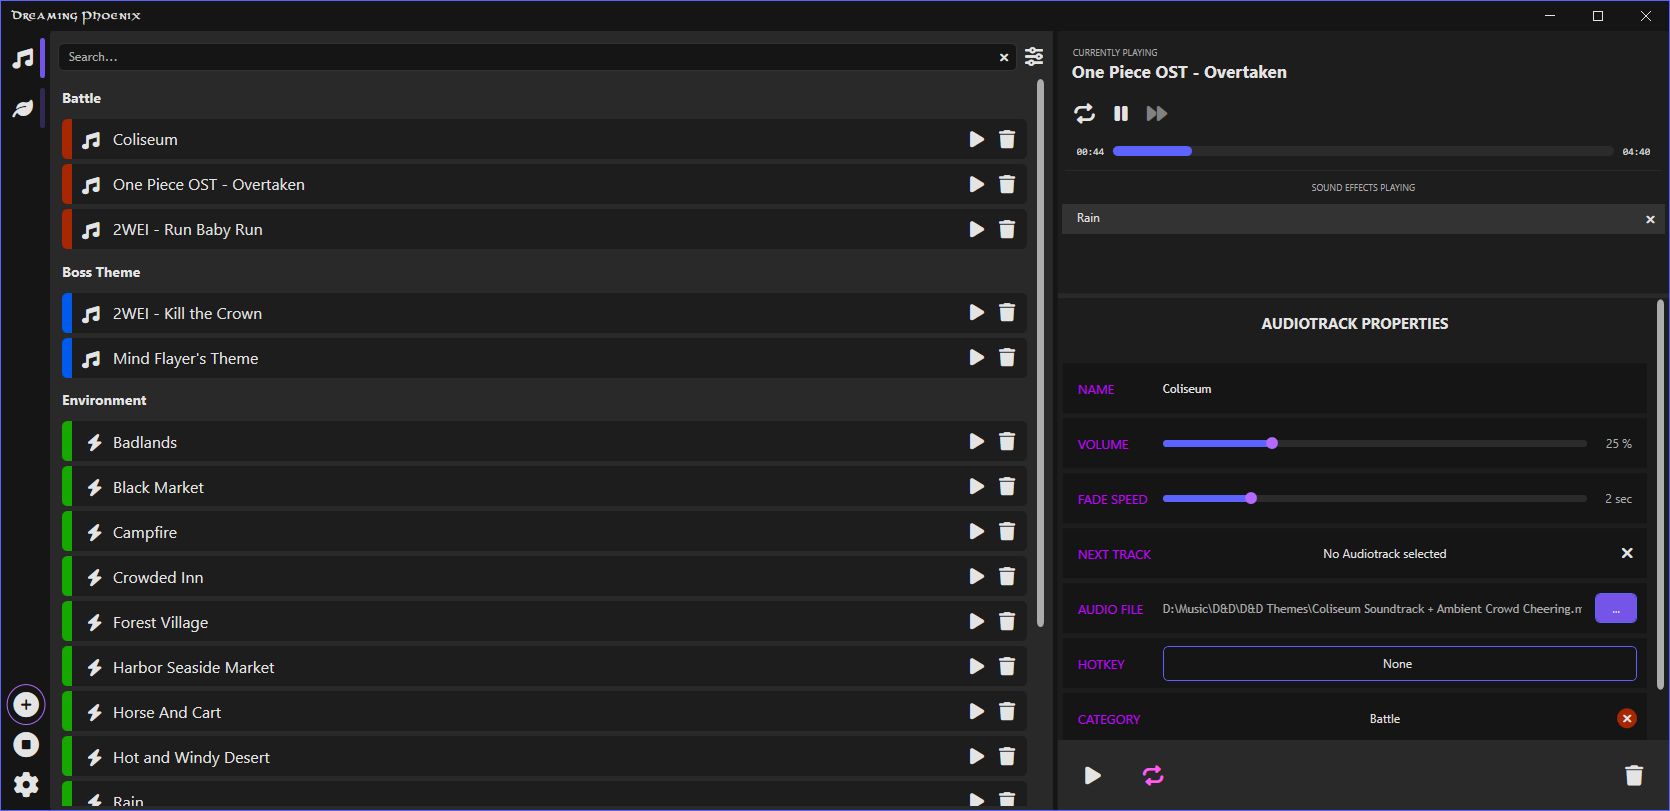 Dreaming Phoenix
Search...
Battle
Coliseum
One Piece OST - Overtaken
2WEI - Run Baby Run
Boss Theme
2WEI - Kill the Crown
Mind Flayer's Theme
Environment
Badlands
Black Market
Campfire
Crowded Inn
Forest Village
Harbor Seaside Market
Horse And Cart
Hot and Windy Desert
Rain
CURRENTLY PLAYING
One Piece OST - Overtaken
00:44 04:40
SOUND EFFECTS PLAYING
Rain
AUDIOTRACK PROPERTIES
NAME Coliseum
VOLUME 25 %
FADE SPEED 2 sec
NEXT TRACK No Audiotrack selected
AUDIO FILE D:\Music\D&D\D&D Themes\Coliseum Soundtrack + Ambient Crowd Cheering.m ...
HOTKEY None
CATEGORY Battle